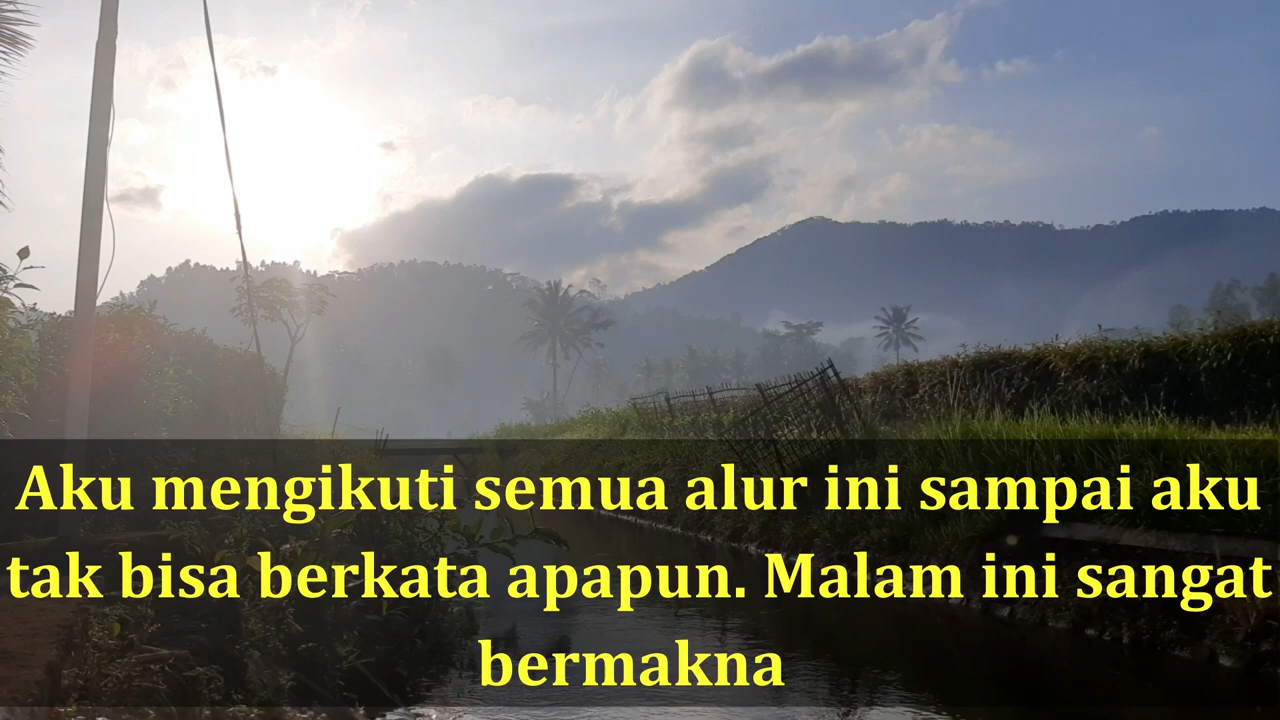 Aku mengikuti semua alur ini sampai aku
tak bisa berkata apapun. Malam ini sangat
bermakna